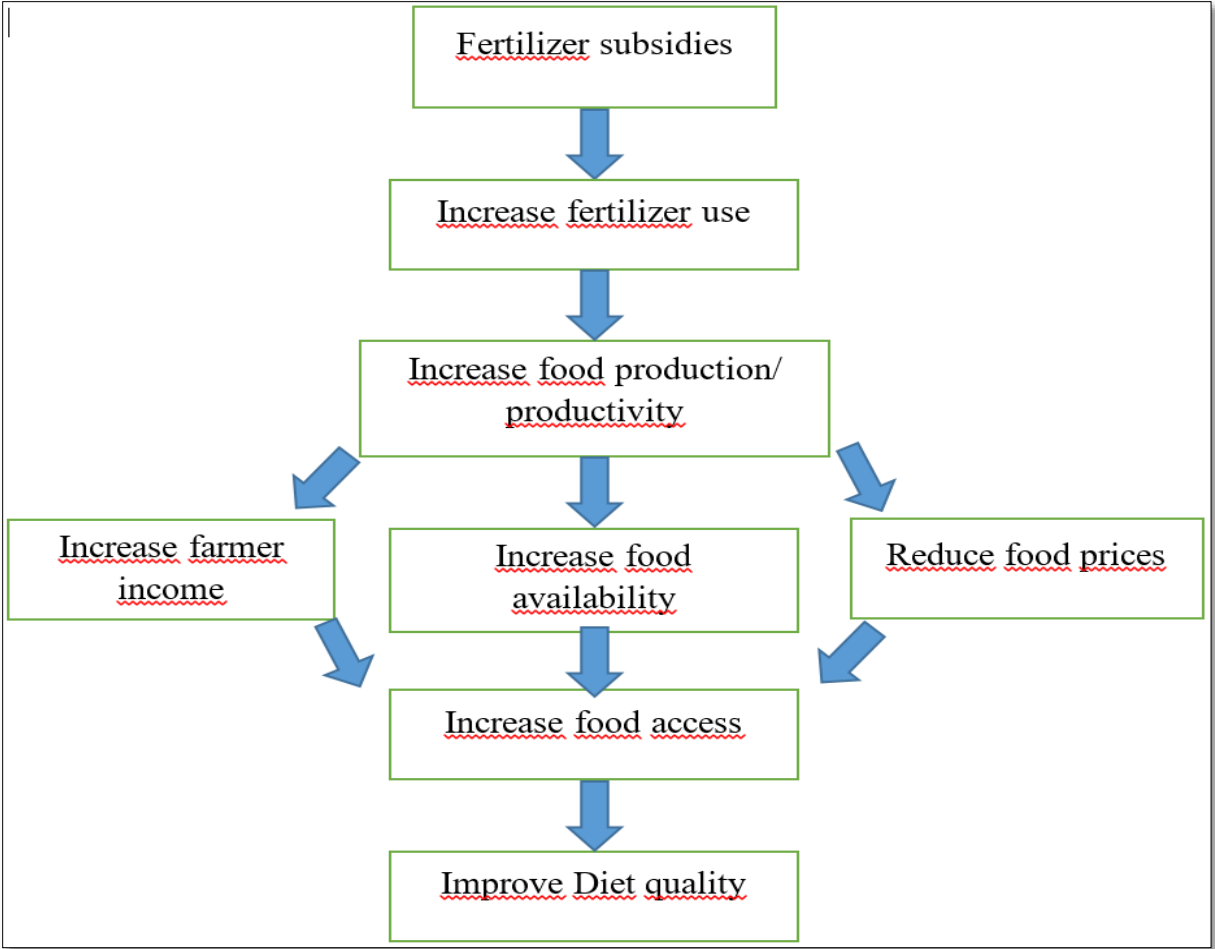 Fertilizer subsidies
Increase fertilizer use
Increase food production/
productivity
Increase farmer
income
Increase food
availability
Reduce food prices
Increase food access
Improve Diet quality